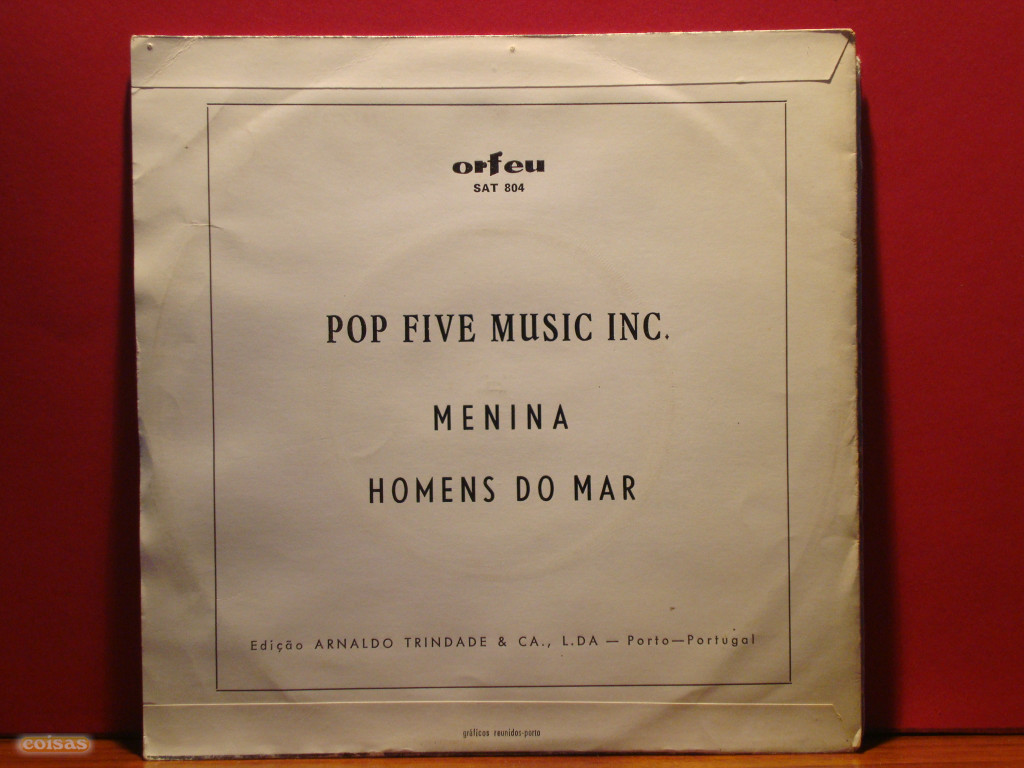 orfeu
SAT 804
POP FIVE MUSIC INC.
MENINA
HOMENS DO MAR
Edição ARNALDO TRINDADE & CA., L.DA — Porto—Portugal
gráficos reunidos-porto
coisas